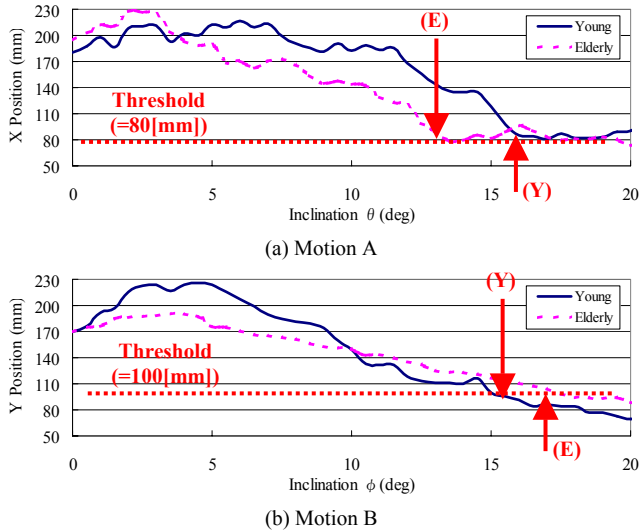 X Position (mm)
230
200
170
140
110
80
50
(E)
Young
Elderly
Threshold
(=80[mm])
(Y)
0
5
10
15
20
Inclination θ (deg)
(a) Motion A
Y Position (mm)
230
200
170
140
110
80
50
(Y)
Young
Elderly
Threshold
(=100[mm])
(E)
0
5
10
15
20
Inclination ϕ (deg)
(b) Motion B